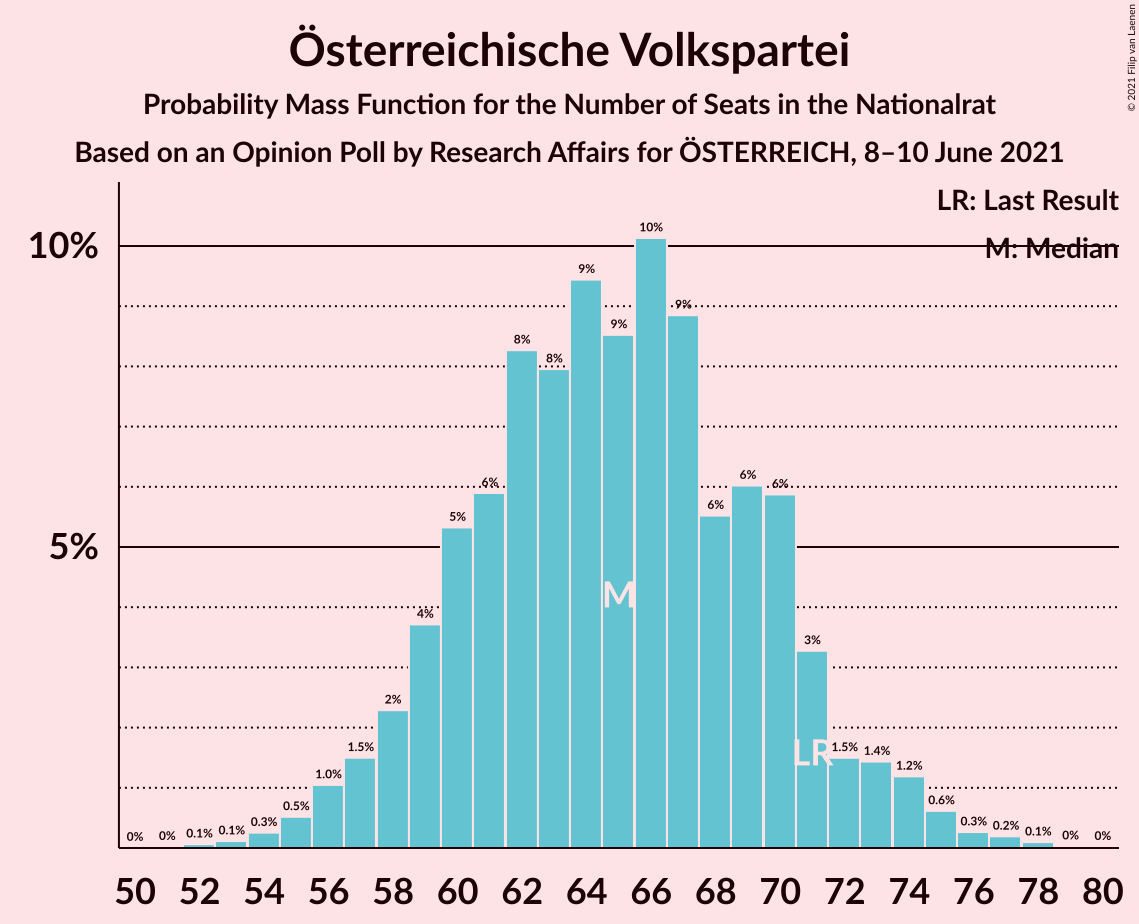 Österreichische Volkspartei
Probability Mass Function for the Number of Seats in the Nationalrat
Based on an Opinion Poll by Research Affairs for ÖSTERREICH, 8–10 June 2021
© 2021 Filip van Laenen
LR: Last Result
M: Median
10%
5%
0% 0% 0.1% 0.1% 0.3% 0.5% 1.0% 1.5% 2% 4% 5% 6% 8% 8% 9% 9% 10% 9% 6% 6% 6% 3% 1.5% 1.4% 1.2% 0.6% 0.3% 0.2% 0.1% 0% 0%
M
LR
50 52 54 56 58 60 62 64 66 68 70 72 74 76 78 80